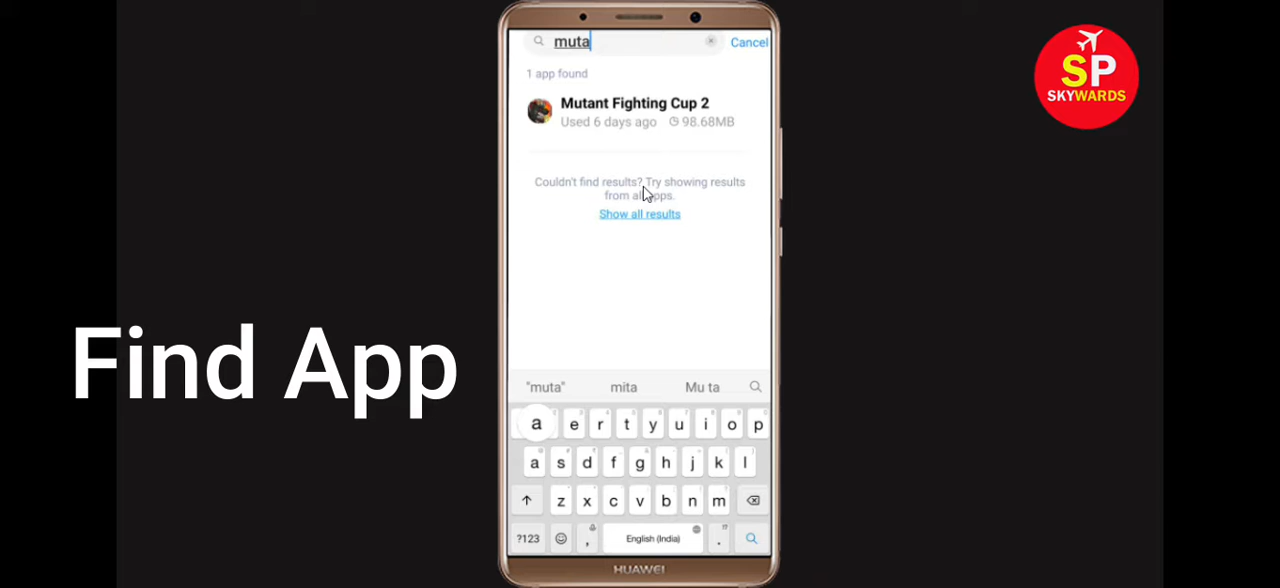 muta
Cancel
1 app found
Mutant Fighting Cup 2
Used 6 days ago 98.68MB
Couldn't find results? Try showing results
from all apps.
Show all results
SP
SKYWARDS
Find App
"muta" mita Mu ta
a e r t y u i o p
a s d f g h j k l
z x c v b n m
?123 , English (India) .
HUAWEI